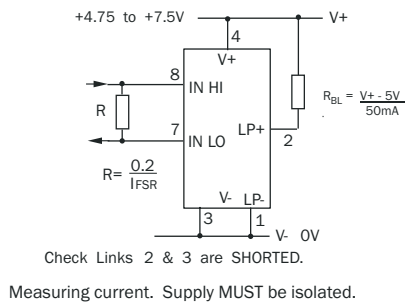 +4.75 to +7.5V
V+
4
V+
8
IN HI
R
7
IN LO
LP+
2
R_BL = V+ - 5V / 50mA
R= 0.2 / I_FSR
V- LP-
3
1
V- 0V
Check Links 2 & 3 are SHORTED.
Measuring current. Supply MUST be isolated.